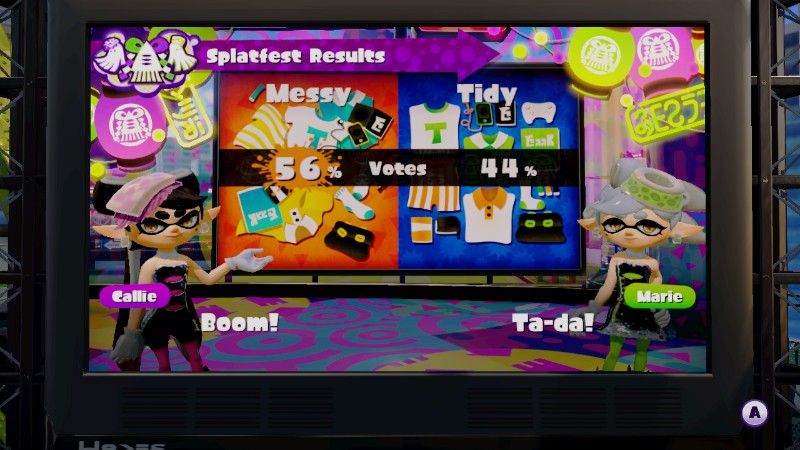 Splatfest Results
Messy
Tidy
56% Votes 44%
Callie
Marie
Boom!
Ta-da!
A